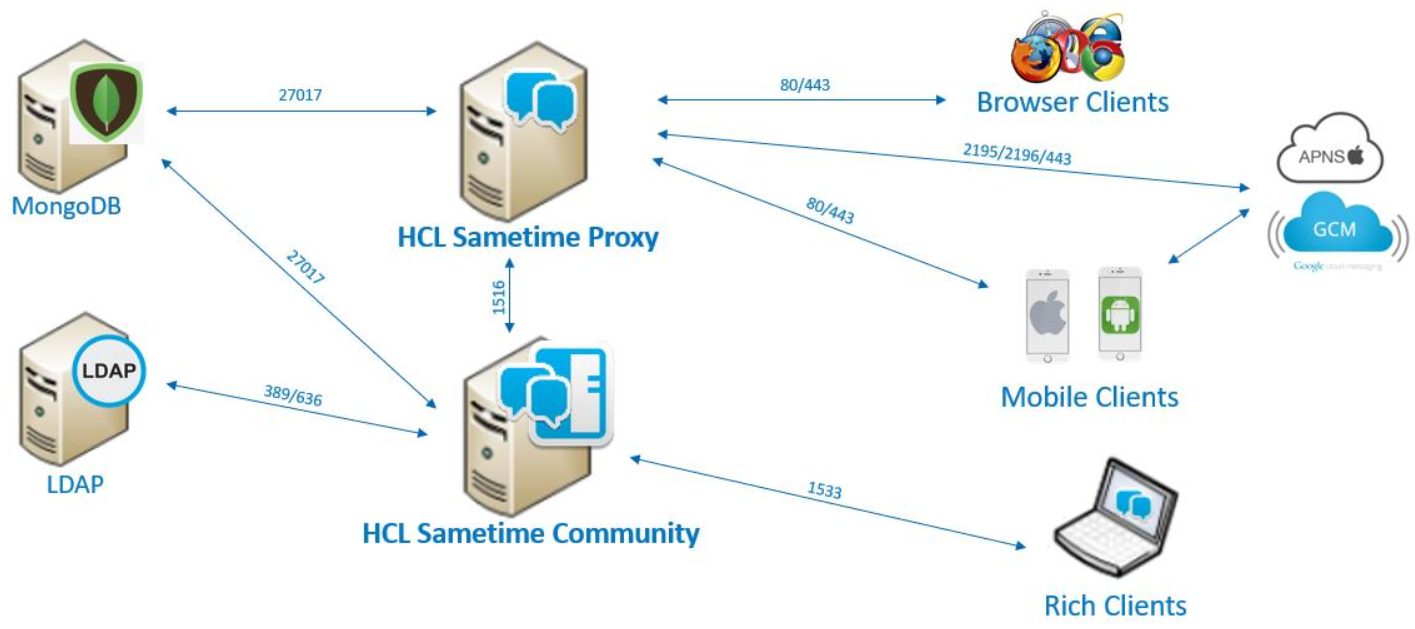 27017
80/443
Browser Clients
2195/2196/443
APNS
MongoDB
80/443
GCM
HCL Sametime Proxy
Google cloud messaging
27017
1516
LDAP
389/636
Mobile Clients
LDAP
1533
HCL Sametime Community
Rich Clients